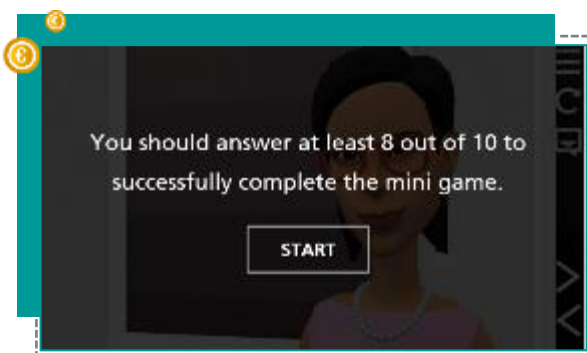 You should answer at least 8 out of 10 to
successfully complete the mini game.
START